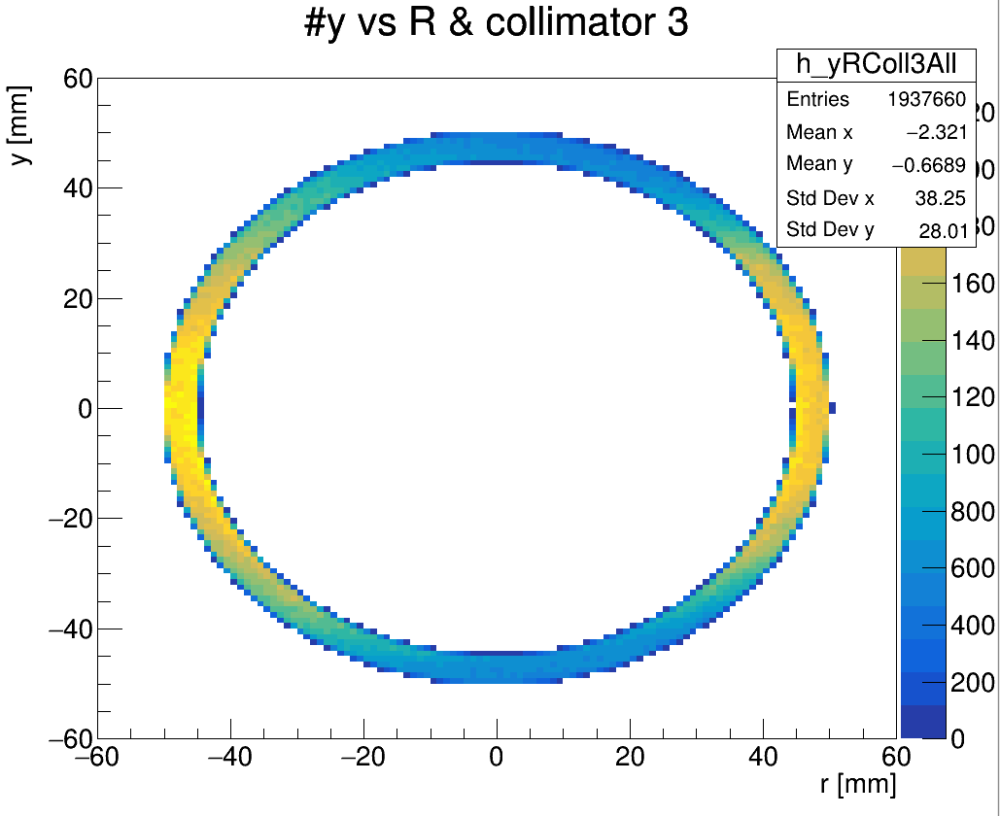 #y vs R & collimator 3
y [mm]
h_yRColl3All
Entries 1937660
Mean x −2.321
Mean y −0.6689
Std Dev x 38.25
Std Dev y 28.01
60
40
20
0
−20
−40
−60
−60 −40 −20 0 20 40 60
r [mm]
160
140
120
100
800
600
400
200
0